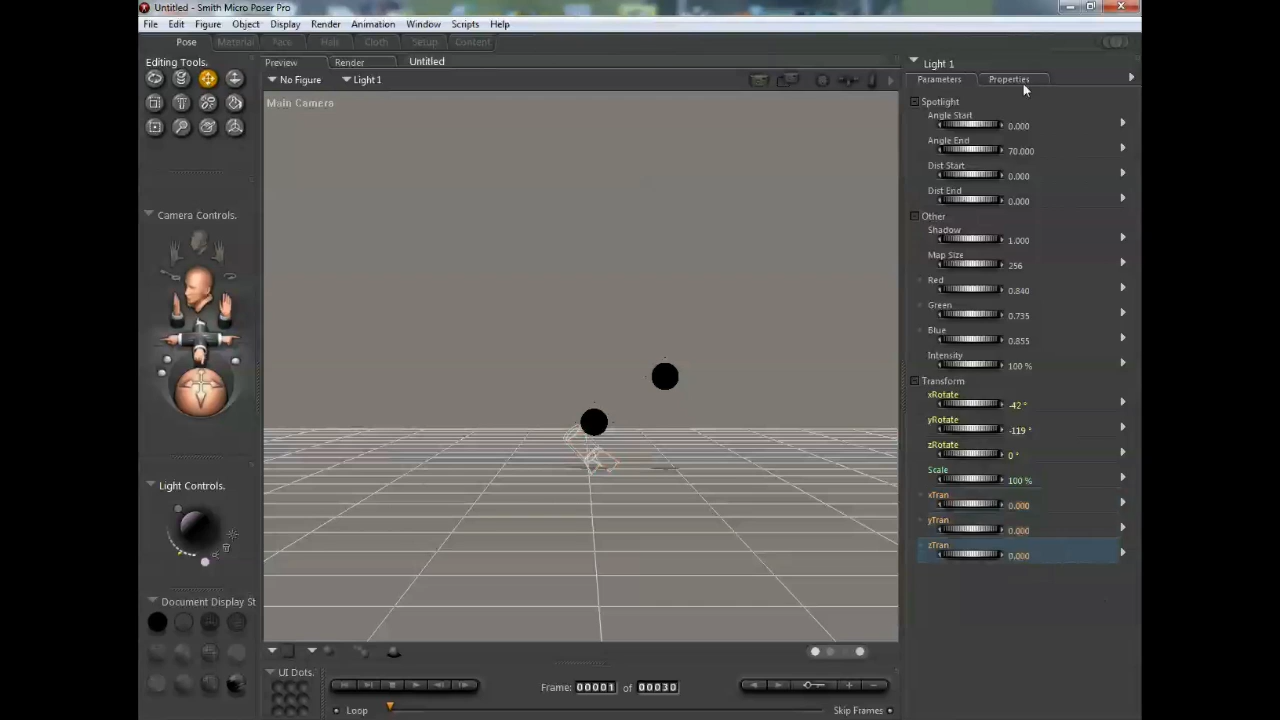 Untitled - Smith Micro Poser Pro
File Edit Figure Object Display Render Animation Window Scripts Help
Pose Material Face Hair Cloth Setup Content
Editing Tools:
Preview Render Untitled
No Figure Light 1
Main Camera
Camera Controls.
Light Controls.
Document Display St
UI Dots.
Loop
Frame: 00001 of 00030
Skip Frames
Light 1
Parameters Properties
Spotlight
Angle Start
0.000
Angle End
70.000
Dist Start
0.000
Dist End
0.000
Other
Shadow
1.000
Map Size
256
Red
0.840
Green
0.735
Blue
0.855
Intensity
100 %
Transform
xRotate
-42 °
yRotate
-119 °
zRotate
0 °
Scale
100 %
xTran
0.000
yTran
0.000
zTran
0.000